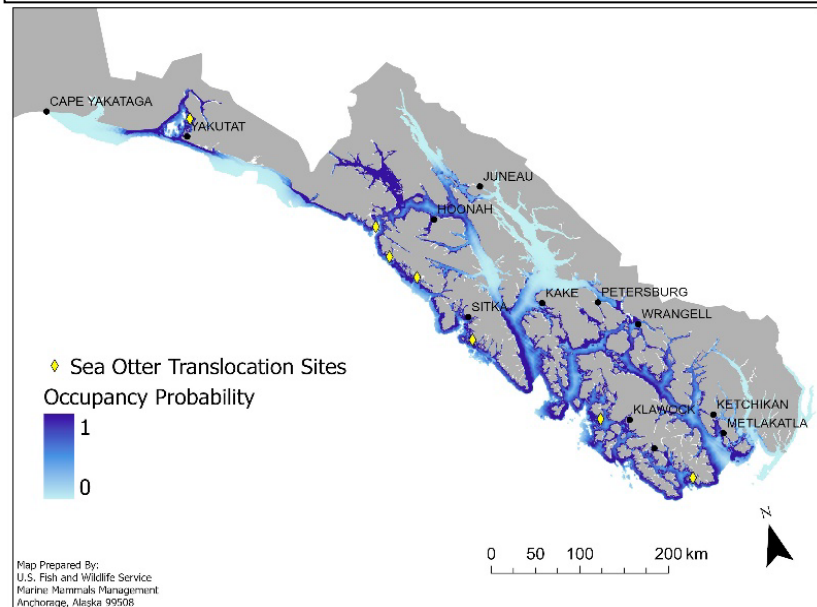 CAPE YAKATAGA
YAKUTAT
JUNEAU
HOONAH
SITKA
KAKE
PETERSBURG
WRANGELL
KLAWOCK
KETCHIKAN
METLAKATLA
Sea Otter Translocation Sites
Occupancy Probability
1
0
N
0 50 100 200 km
Map Prepared By:
U.S. Fish and Wildlife Service
Marine Mammals Management
Anchorage, Alaska 99508